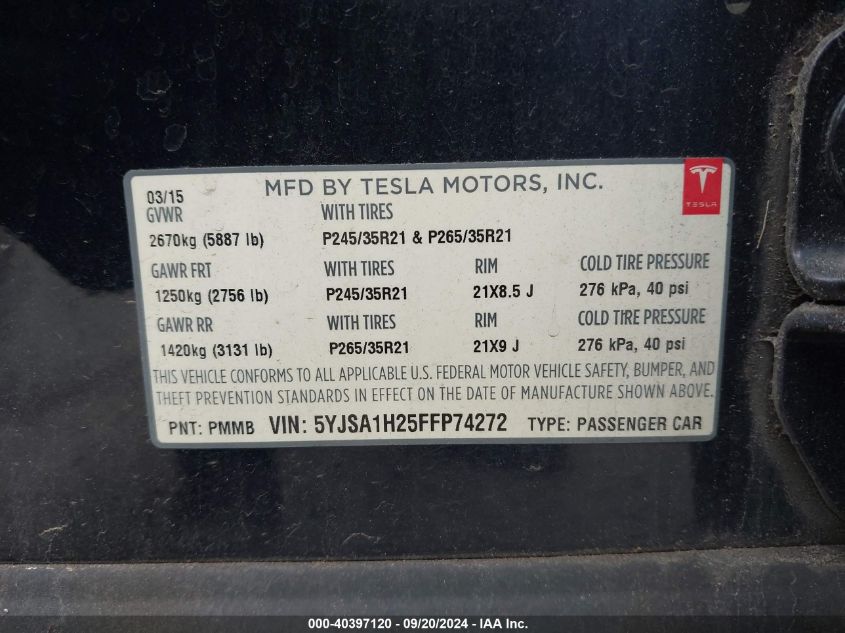 03/15 MFD BY TESLA MOTORS, INC.
TESLA
GVWR WITH TIRES
2670kg (5887 lb) P245/35R21 & P265/35R21
GAWR FRT WITH TIRES RIM COLD TIRE PRESSURE
1250kg (2756 lb) P245/35R21 21X8.5 J 276 kPa, 40 psi
GAWR RR WITH TIRES RIM COLD TIRE PRESSURE
1420kg (3131 lb) P265/35R21 21X9 J 276 kPa, 40 psi
THIS VEHICLE CONFORMS TO ALL APPLICABLE U.S. FEDERAL MOTOR VEHICLE SAFETY, BUMPER, AND
THEFT PREVENTION STANDARDS IN EFFECT ON THE DATE OF MANUFACTURE SHOWN ABOVE.
PNT: PMMB VIN: 5YJSA1H25FFP74272 TYPE: PASSENGER CAR
000-40397120 - 09/20/2024 - IAA Inc.